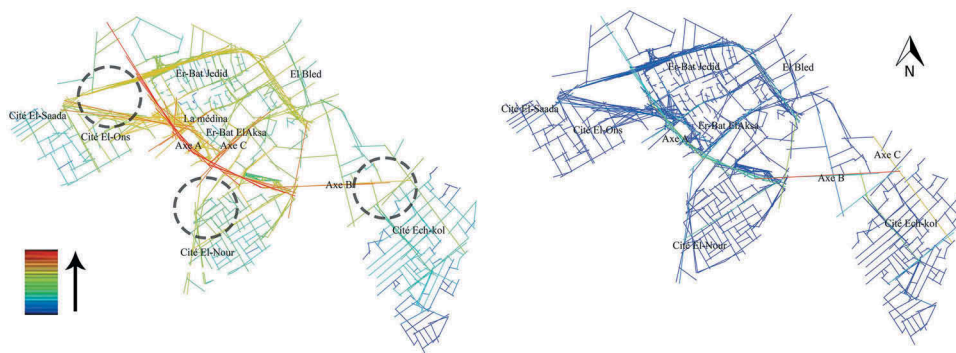 Er-Bat Jedid
El Bled
Cité El-Saada
La médina
Cité El-Ons
Er-Bat ElAksa
Axe A
Axe C
Axe B
Cité Ech-kol
Cité El-Nour
N
Er-Bat Jedid
El Bled
Cité El-Saada
Cité El-Ons
Er-Bat ElAksa
Axe A
Axe C
Axe B
Cité Ech-kol
Cité El-Nour